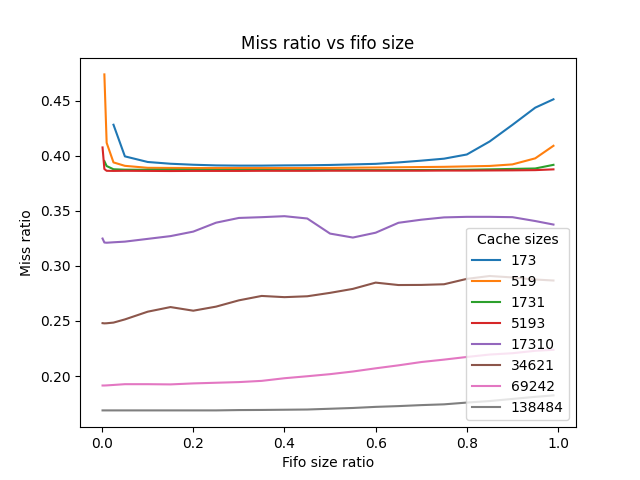 Miss ratio vs fifo size
Miss ratio
0.45
0.40
0.35
0.30
0.25
0.20
0.0 0.2 0.4 0.6 0.8 1.0
Fifo size ratio
Cache sizes
173
519
1731
5193
17310
34621
69242
138484